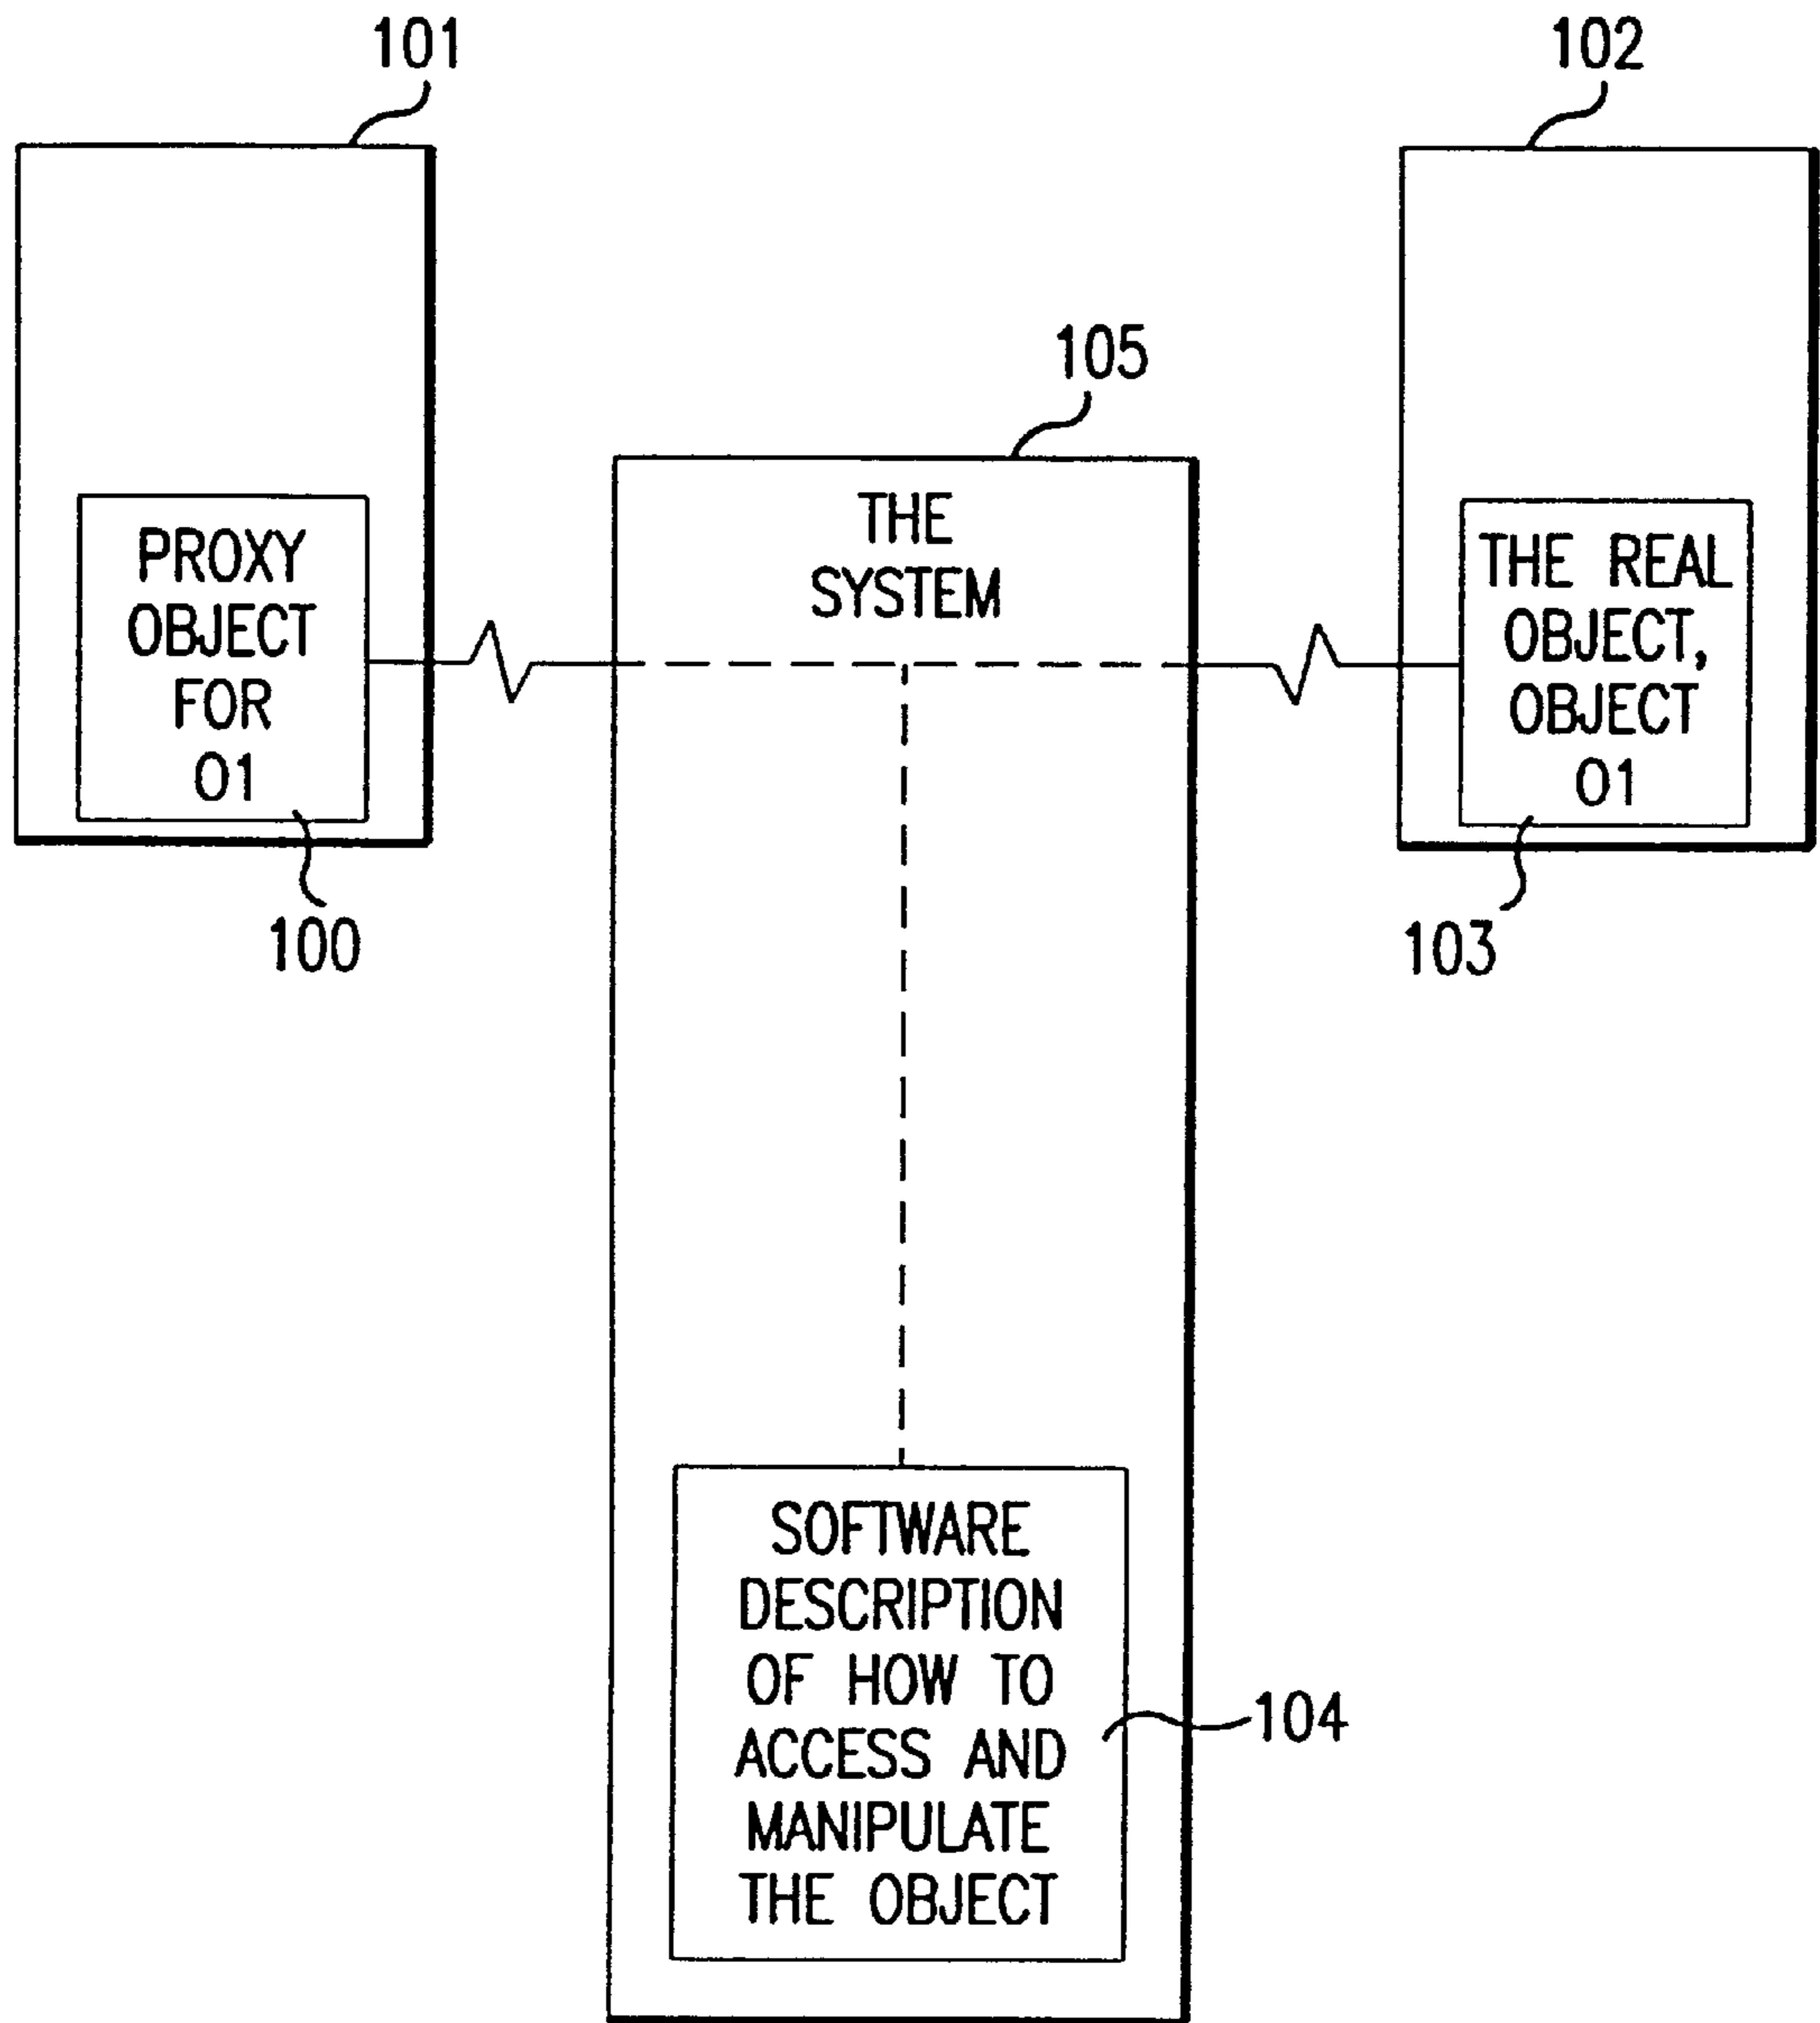 101
102
105
THE
SYSTEM
PROXY
OBJECT
FOR
O1
THE REAL
OBJECT,
OBJECT
O1
100
103
SOFTWARE
DESCRIPTION
OF HOW TO
ACCESS AND
MANIPULATE
THE OBJECT
104